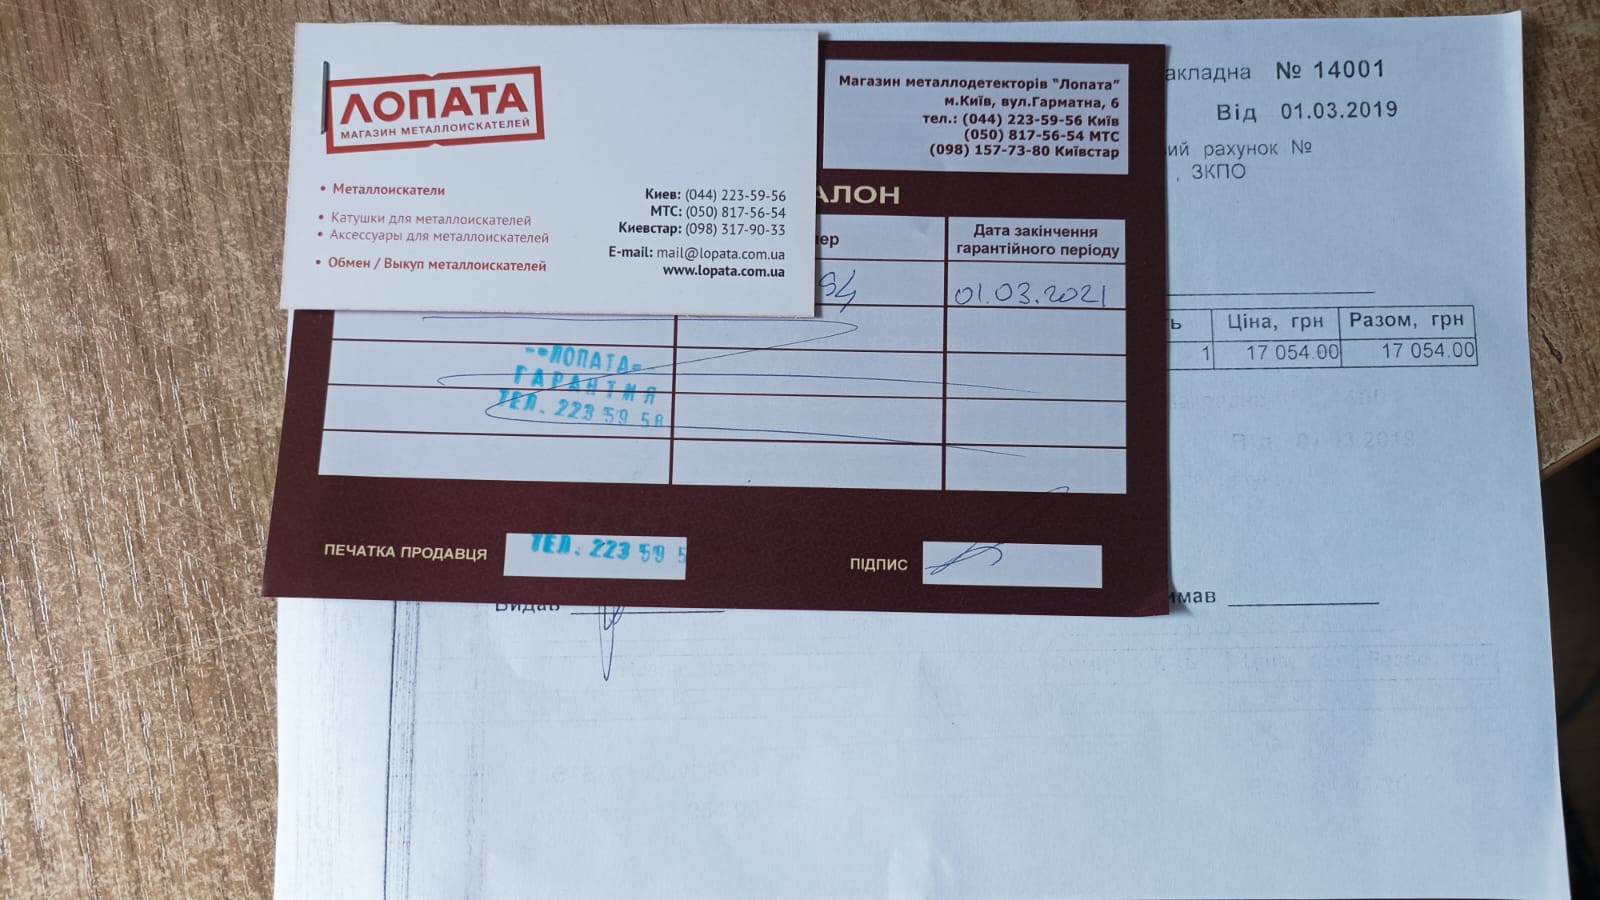 ЛОПАТА
МАГАЗИН МЕТАЛЛОИСКАТЕЛЕЙ
• Металлоискатели
• Катушки для металлоискателей
• Аксессуары для металлоискателей
• Обмен / Выкуп металлоискателей
Киев: (044) 223-59-56
МТС: (050) 817-56-54
Киевстар: (098) 317-90-33
E-mail: mail@lopata.com.ua
www.lopata.com.ua
Магазин металлодетекторів "Лопата"
м.Київ, вул.Гарматна, 6
тел.: (044) 223-59-56 Київ
(050) 817-56-54 МТС
(098) 157-73-80 Київстар
АЛОН
мер
Дата закінчення
гарантійного періоду
94
01.03.2021
ЛОПАТА
ГАРАНТИЯ
ТЕЛ. 223 59 58
ПЕЧАТКА ПРОДАВЦЯ
ТЕЛ. 223 59 5
ПІДПИС
акладна № 14001
Від 01.03.2019
ий рахунок №
, ЗКПО
ь Ціна, грн Разом, грн
1 17 054.00 17 054.00
Видав
имав